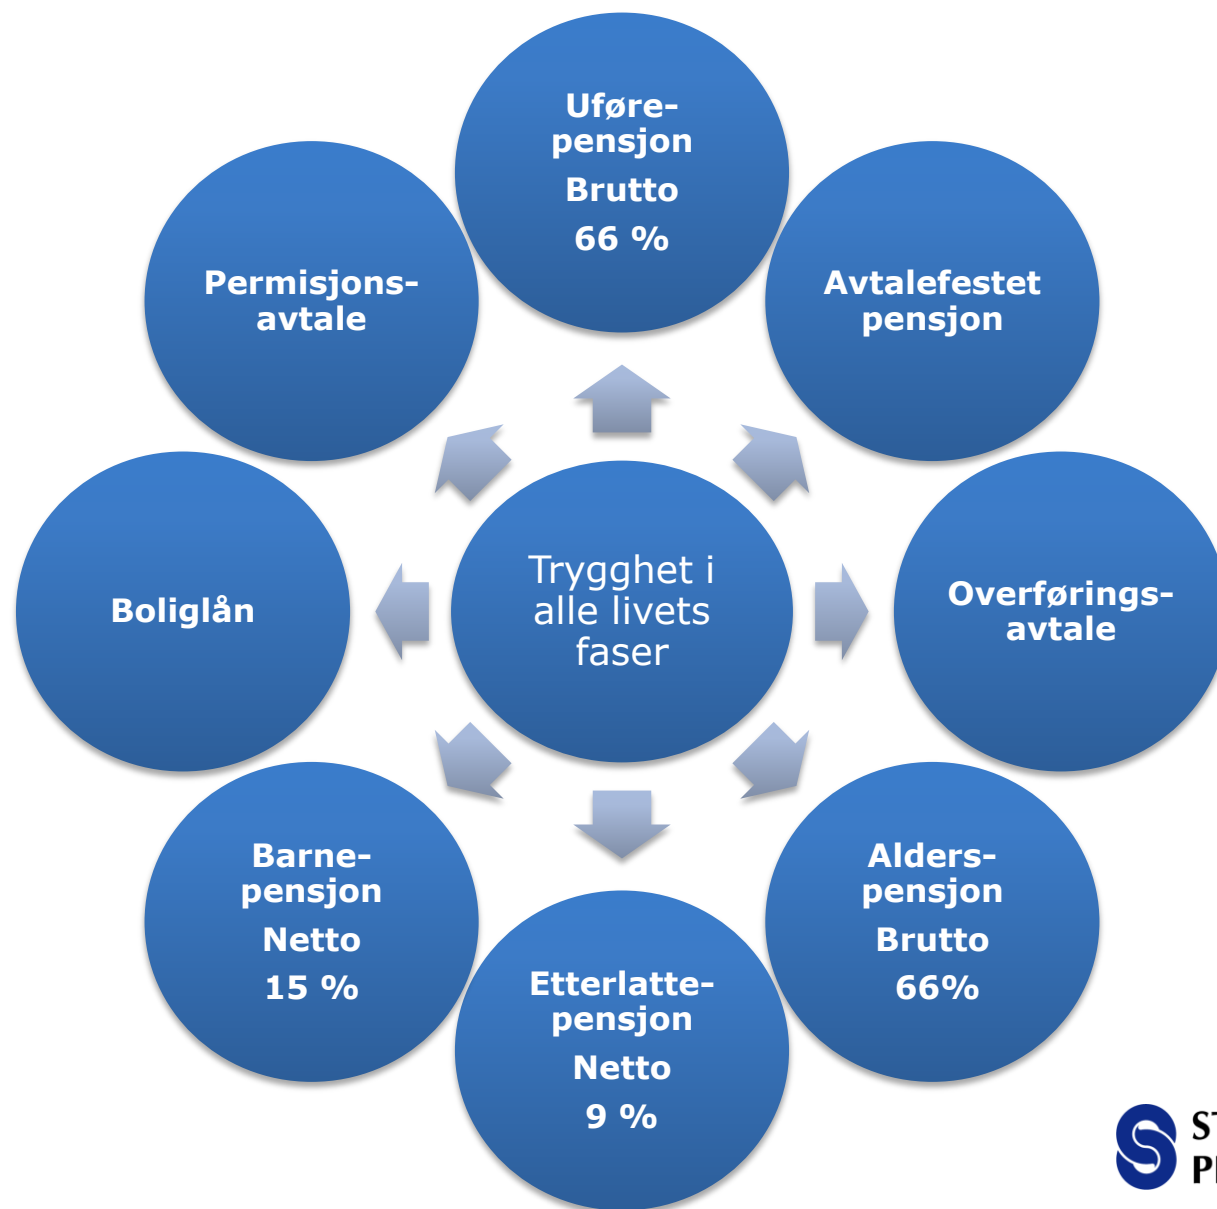 Uføre-
pensjon
Brutto
66 %
Avtalefestet
pensjon
Overførings-
avtale
Alders-
pensjon
Brutto
66%
Etterlatte-
pensjon
Netto
9 %
Barne-
pensjon
Netto
15 %
Boliglån
Permisjons-
avtale
Trygghet i
alle livets
faser